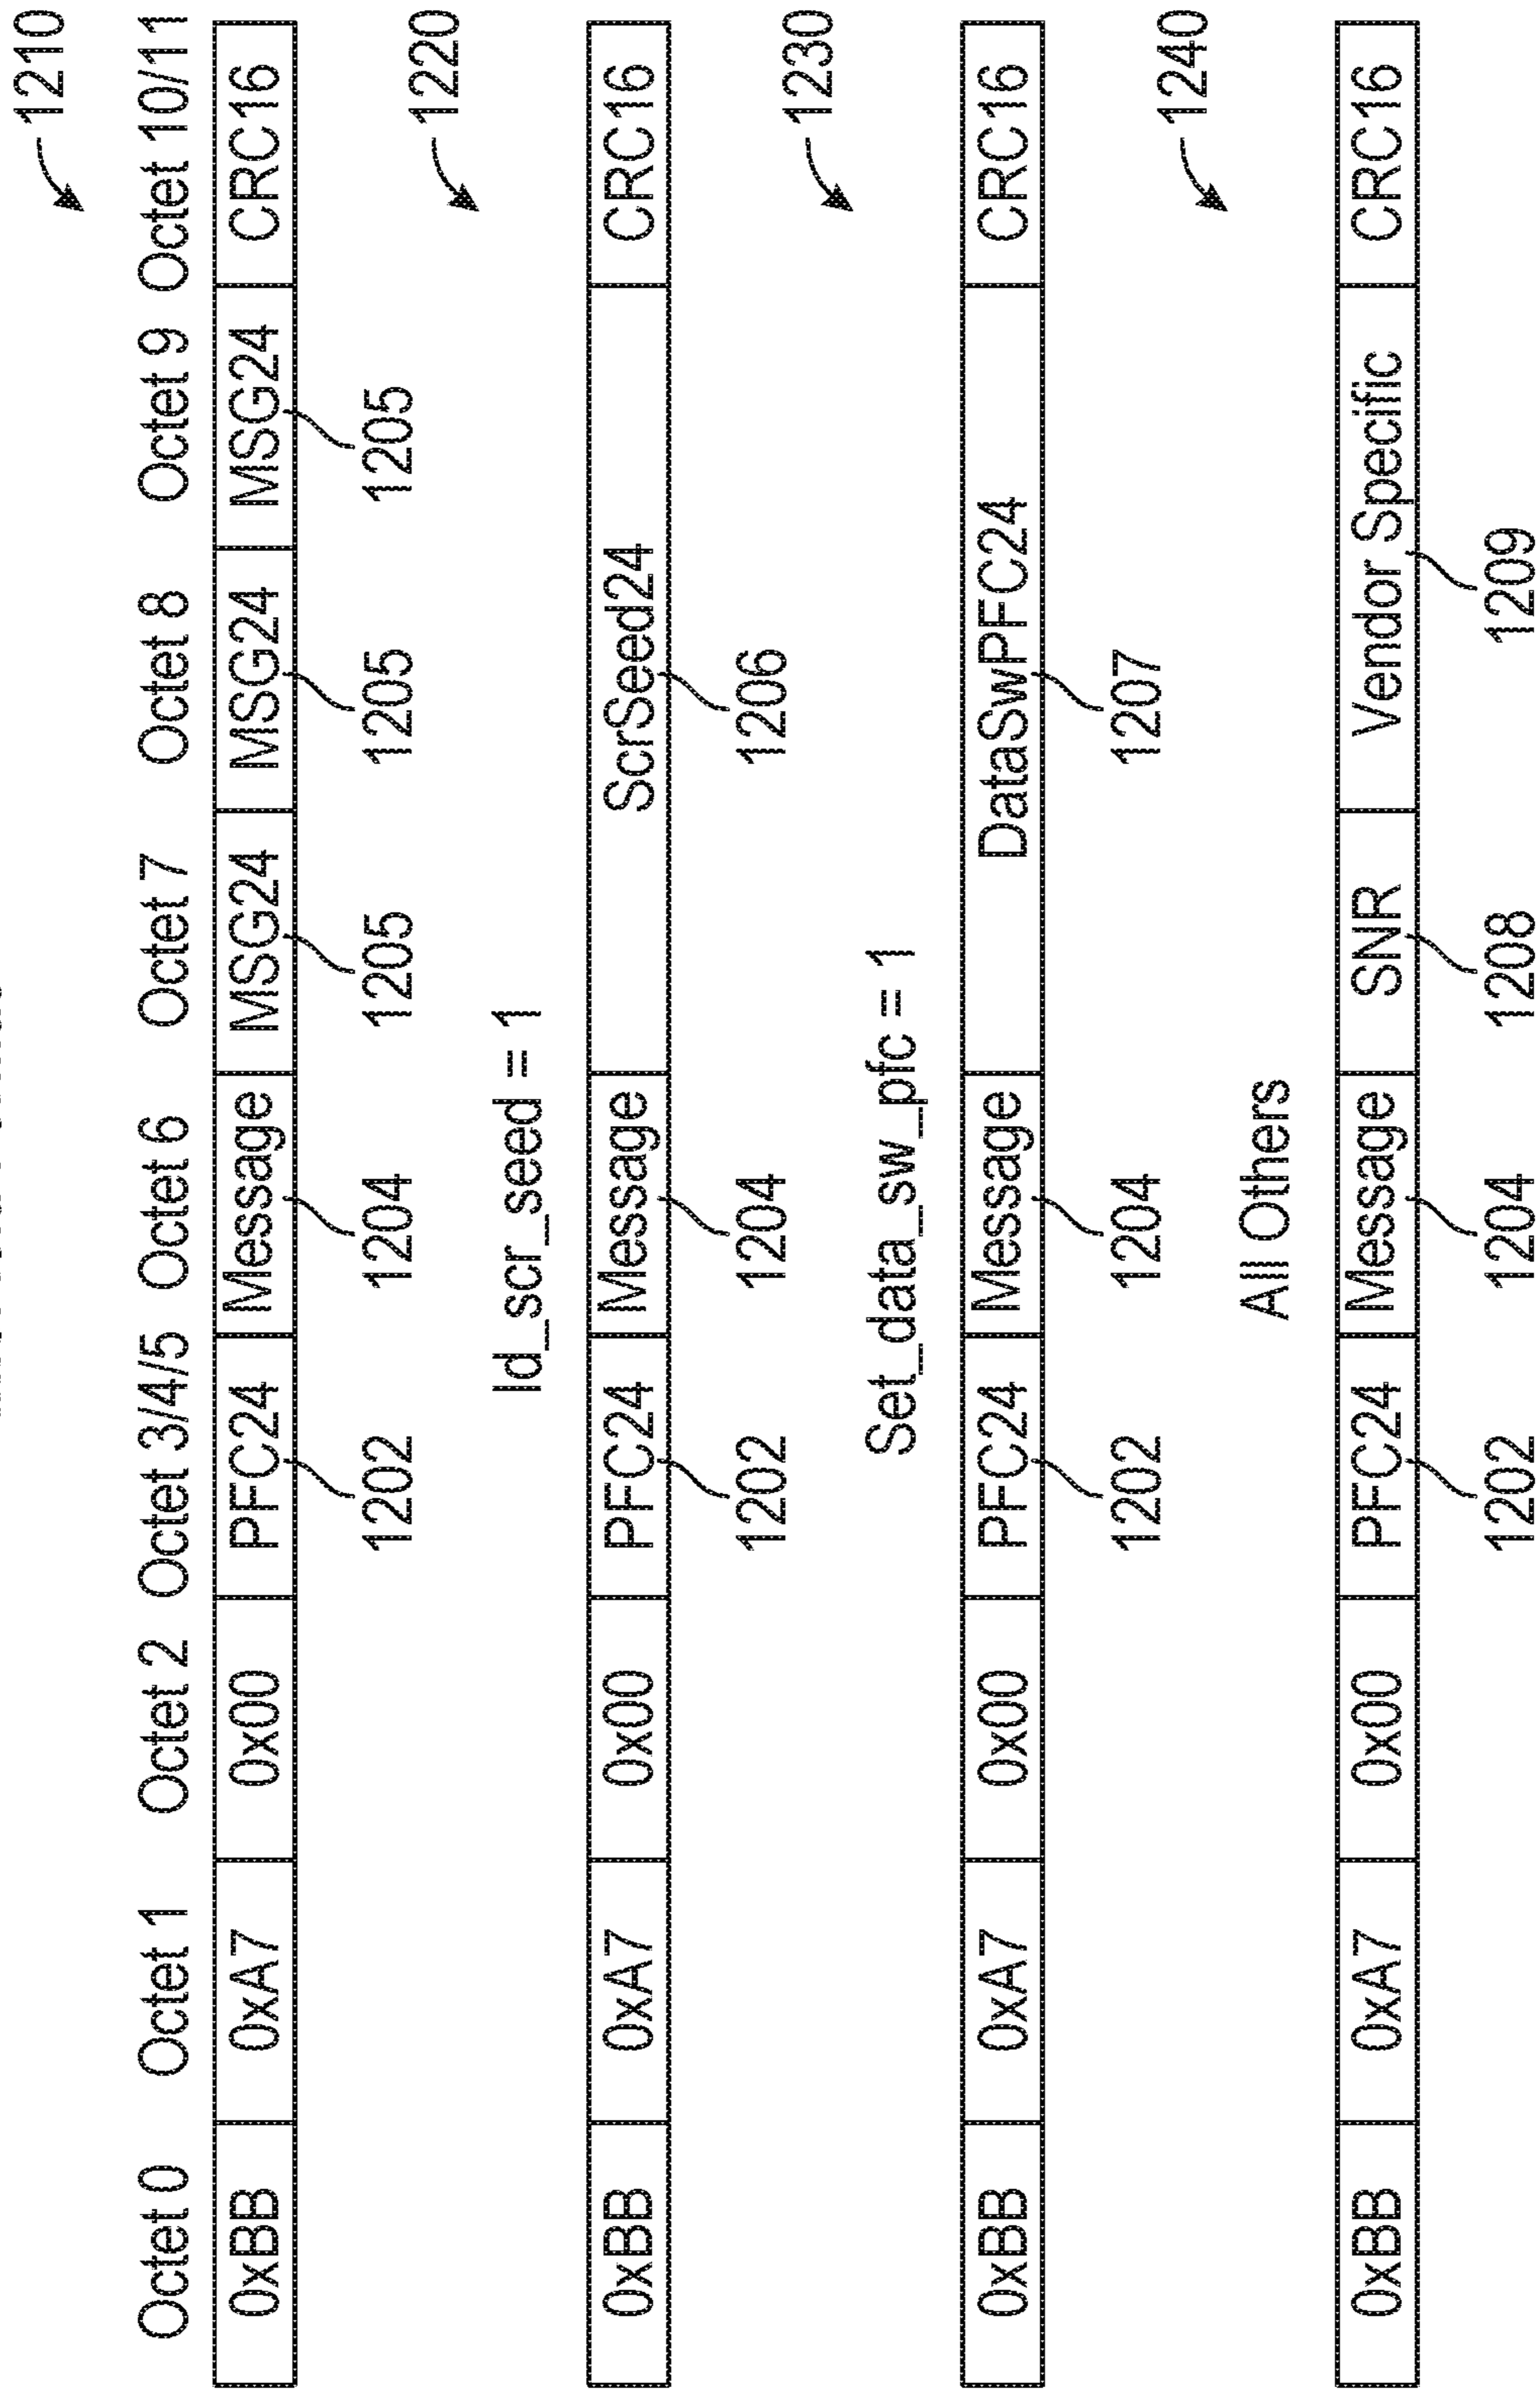 1210
Octet 0 Octet 1 Octet 2 Octet 3/4/5 Octet 6 Octet 7 Octet 8 Octet 9 Octet 10/11
0xBB 0xA7 0x00 PFC24 Message MSG24 MSG24 MSG24 CRC16
1202 1204 1205 1205 1205
1220
ld_scr_seed = 1
0xBB 0xA7 0x00 PFC24 Message ScrSeed24 CRC16
1202 1204 1206
1230
Set_data_sw_pfc = 1
0xBB 0xA7 0x00 PFC24 Message DataSwPFC24 CRC16
1202 1204 1207
1240
All Others
0xBB 0xA7 0x00 PFC24 Message SNR Vendor Specific CRC16
1202 1204 1208 1209